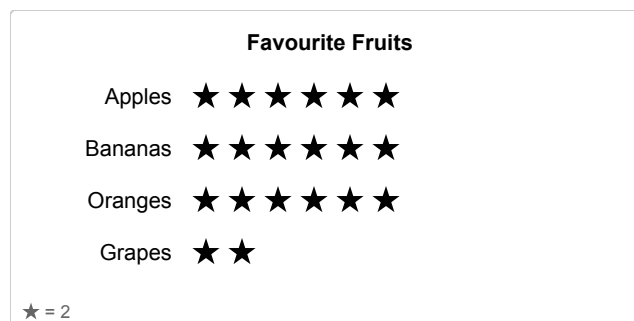 Favourite Fruits
Apples ★ ★ ★ ★ ★ ★
Bananas ★ ★ ★ ★ ★ ★
Oranges ★ ★ ★ ★ ★ ★
Grapes ★ ★
★ = 2